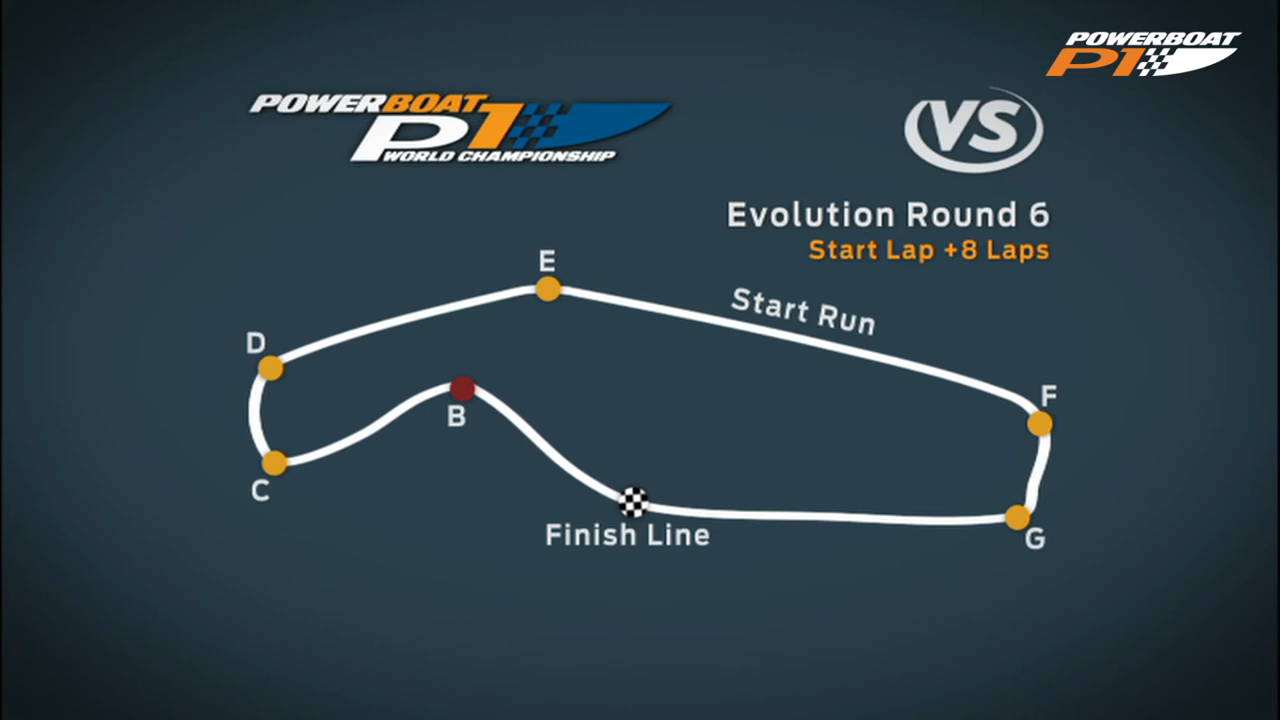 POWERBOAT
P1
POWERBOAT
P1
WORLD CHAMPIONSHIP
VS
Evolution Round 6
Start Lap +8 Laps
E
Start Run
D
F
B
C
Finish Line
G